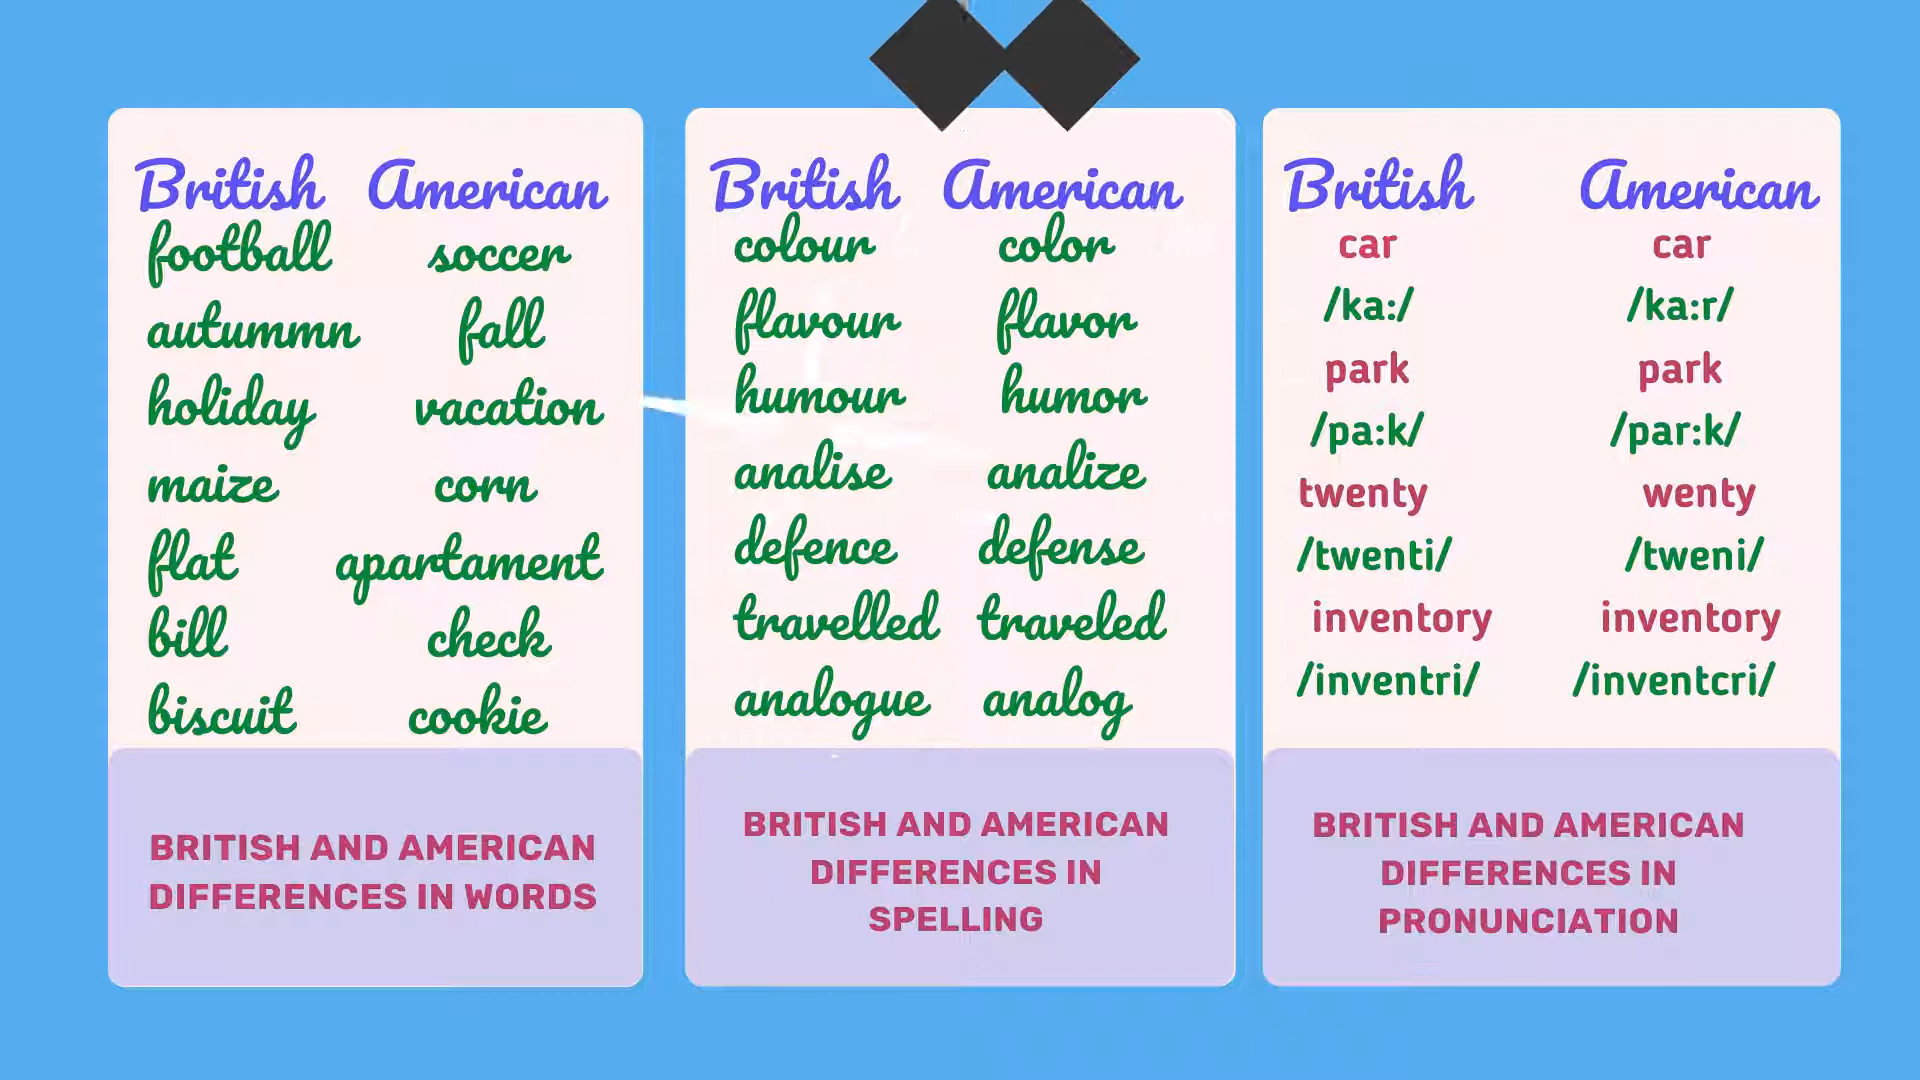 British American
football soccer
autummn fall
holiday vacation
maize corn
flat apartament
bill check
biscuit cookie
BRITISH AND AMERICAN
DIFFERENCES IN WORDS
British American
colour color
flavour flavor
humour humor
analise analize
defence defense
travelled traveled
analogue analog
BRITISH AND AMERICAN
DIFFERENCES IN
SPELLING
British American
car car
/ka:/ /ka:r/
park park
/pa:k/ /par:k/
twenty wenty
/twenti/ /tweni/
inventory inventory
/inventri/ /inventcri/
BRITISH AND AMERICAN
DIFFERENCES IN
PRONUNCIATION